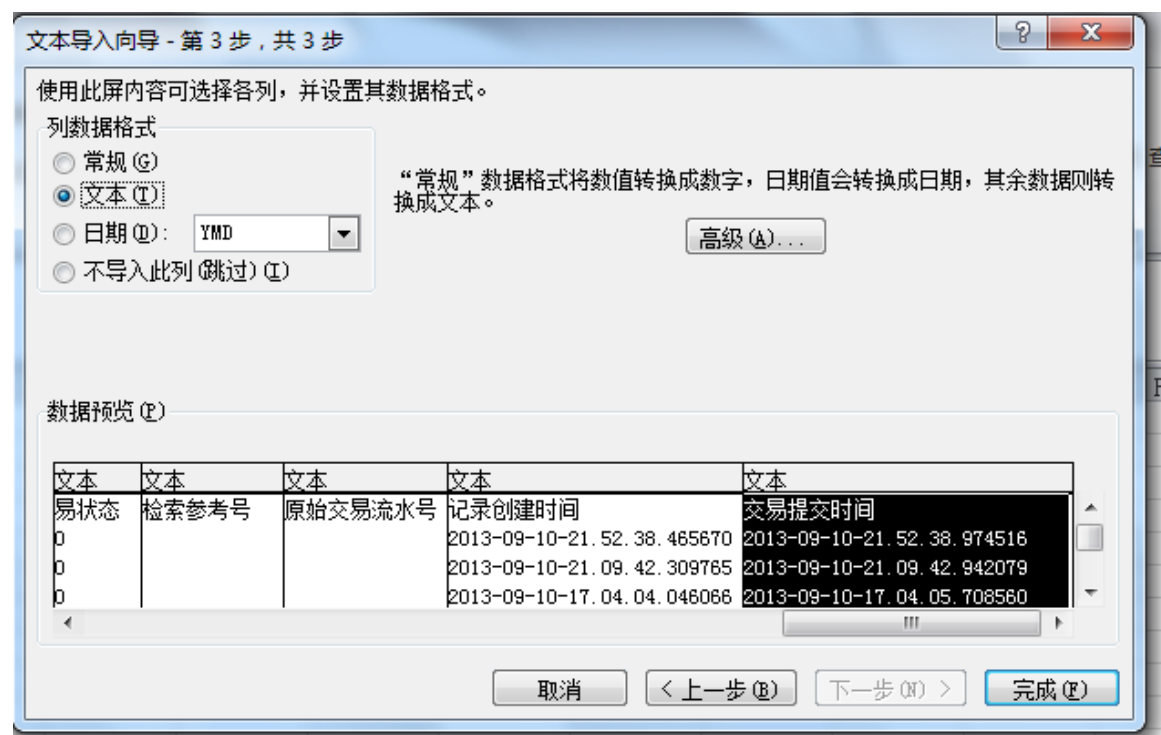 文本导入向导 - 第 3 步，共 3 步
使用此屏内容可选择各列，并设置其数据格式。
列数据格式
常规(G)
文本(T)
日期(D): YMD
不导入此列(跶过)(I)
“常规”数据格式将数值转换成数字，日期值会转换成日期，其余数据则转
换成文本。
高级(A)...
数据预览(P)
文本 文本 文本 文本 文本
易状态 检索参考号 原始交易流水号 记录创建时间 交易提交时间
0 2013-09-10-21.52.38.465670 2013-09-10-21.52.38.974516
0 2013-09-10-21.09.42.309765 2013-09-10-21.09.42.942079
0 2013-09-10-17.04.04.046066 2013-09-10-17.04.05.708560
取消 < 上一步(B) 下一步(N) > 完成(F)